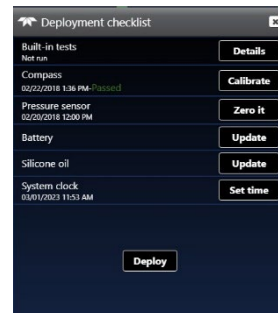 Deployment checklist
Built-in tests
Not run
Details
Compass
02/22/2018 1:36 PM-Passed
Calibrate
Pressure sensor
02/20/2018 12:00 PM
Zero it
Battery
Update
Silicone oil
Update
System clock
03/01/2023 11:53 AM
Set time
Deploy